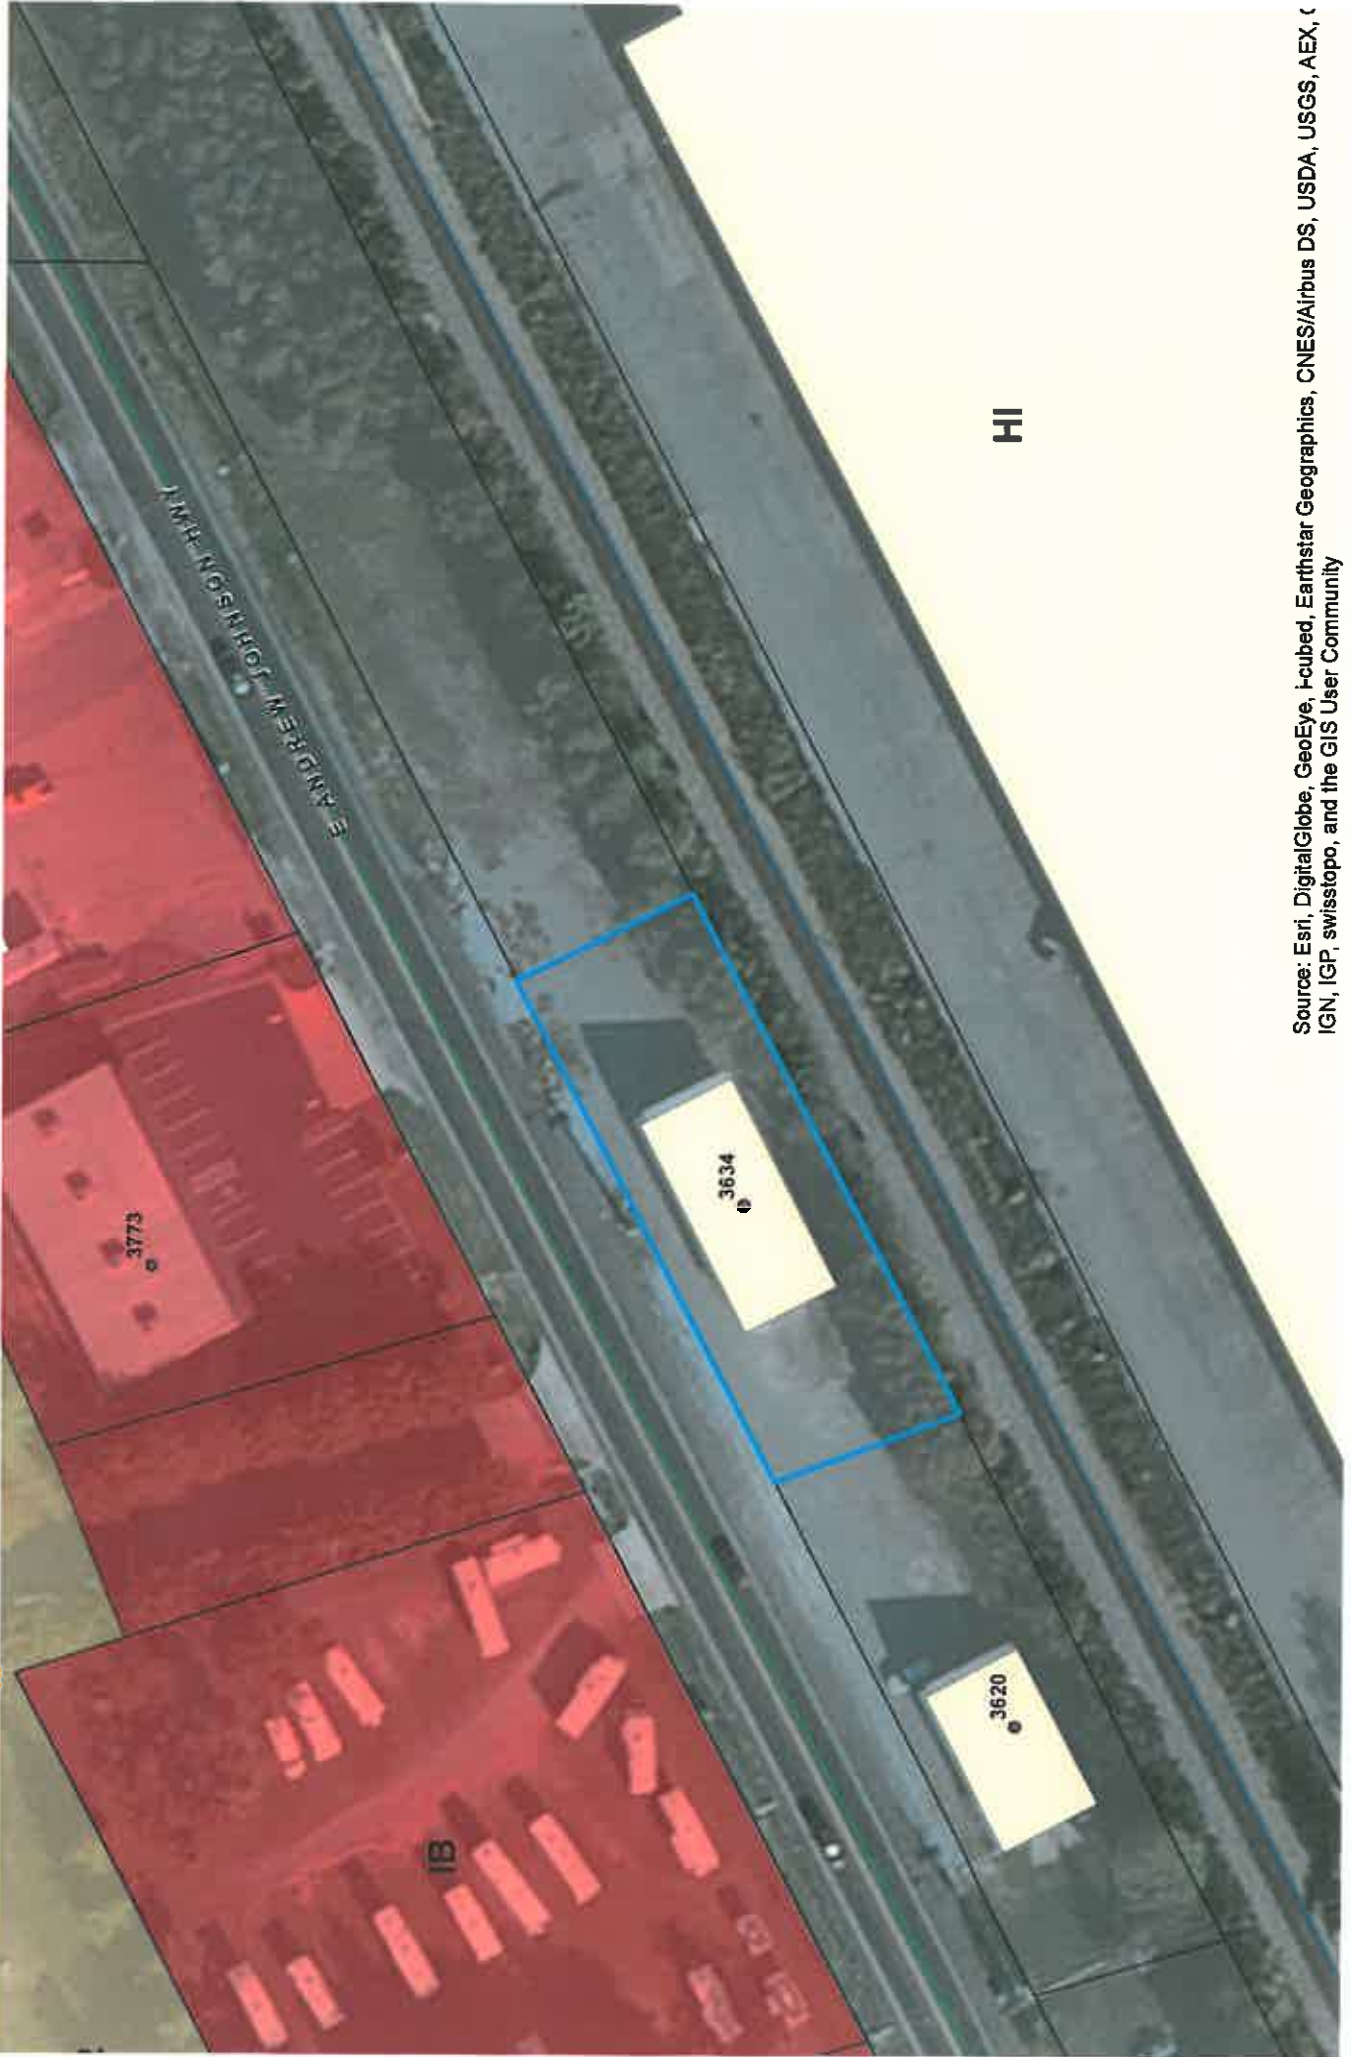 E ANDREW JOHNSON HWY
3773
3634
3620
IB
HI
Source: Esri, DigitalGlobe, GeoEye, i-cubed, Earthstar Geographics, CNES/Airbus DS, USDA, USGS, AEX,
IGN, IGP, swisstopo, and the GIS User Community